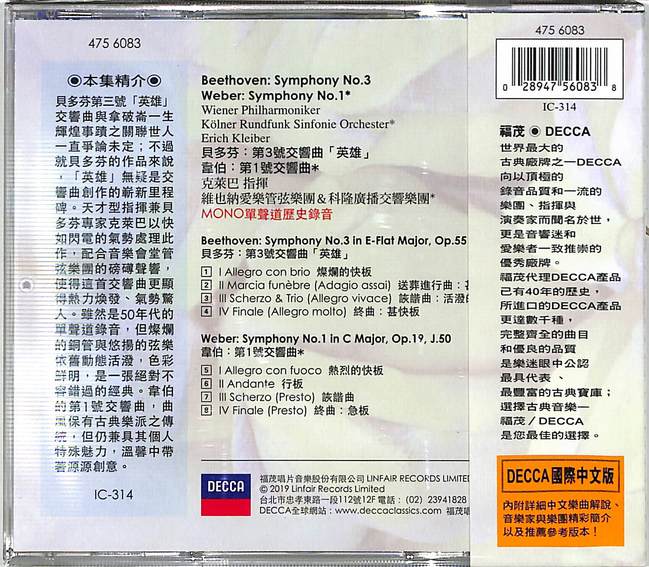 475 6083
◉本集精介◉
貝多芬第三號「英雄」
交響曲與拿破崙一生
輝煌事蹟之關聯世人
一直爭論未定；不過
就貝多芬的作品來說
，「英雄」無疑是交
響曲創作的嶄新里程
碑。天才型指揮兼貝
多芬專家克萊巴以快
如閃電的氣勢處理此
作，配合音樂會堂管
弦樂團的磅礡聲響，
使得這首交響曲更顯
得熱力煥發、氣勢驚
人。雖然是50年代的
單聲道錄音，但燦爛
的銅管與悠揚的弦樂
依舊動態活潑，色彩
鮮明，是一張絕對不
容錯過的經典。韋伯
的第1號交響曲，曲
風保有古典樂派之傳
統，但仍兼具其個人
特殊魅力，溫馨中帶
著源源創意。
IC-314
Beethoven: Symphony No.3
Weber: Symphony No.1*
Wiener Philharmoniker
Kölner Rundfunk Sinfonie Orchester*
Erich Kleiber
貝多芬：第3號交響曲「英雄」
韋伯：第1號交響曲*
克萊巴 指揮
維也納愛樂管弦樂團＆科隆廣播交響樂團*
MONO單聲道歷史錄音
Beethoven: Symphony No.3 in E-Flat Major, Op.55
貝多芬：第3號交響曲「英雄」
1 I Allegro con brio 燦爛的快板
2 II Marcia funèbre (Adagio assai) 送葬進行曲：甚
3 III Scherzo & Trio (Allegro vivace) 詼諧曲：活潑的
4 IV Finale (Allegro molto) 終曲：甚快板
Weber: Symphony No.1 in C Major, Op.19, J.50
韋伯：第1號交響曲*
5 I Allegro con fuoco 熱烈的快板
6 II Andante 行板
7 III Scherzo (Presto) 詼諧曲
8 IV Finale (Presto) 終曲：急板
DECCA
福茂唱片音樂股份有限公司 LINFAIR RECORDS LIMITE
℗ 2019 Linfair Records Limited
台北市忠孝東路一段112號12F 電話：(02) 23941828
DECCA全球網站：www.deccaclassics.com 福茂唱
475 6083
0 28947 56083 8
IC-314
福茂 ◉ DECCA
世界最大的
古典廠牌之一DECCA
向以頂極的
錄音品質和一流的
樂團、指揮與
演奏家而聞名於世，
更是音響迷和
愛樂者一致推崇的
優秀廠牌。
福茂代理DECCA產品
已有40年的歷史，
所進口的DECCA產品
更達數千種，
完整齊全的曲目
和優良的品質
是樂迷眼中公認
最具代表、
最豐富的古典寶庫；
選擇古典音樂—
福茂/DECCA
是您最佳的選擇。
DECCA國際中文版
內附詳細中文樂曲解說、
音樂家與樂團精彩簡介
以及推薦參考版本！